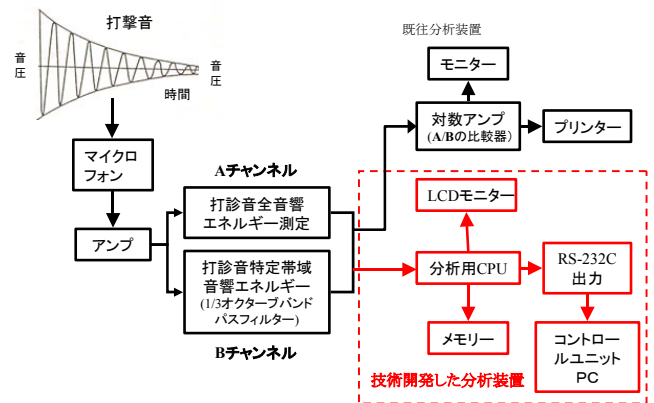 打撃音
音
圧
音
圧
時間
既往分析装置
モニター
対数アンプ
(A/Bの比較器)
プリンター
マイクロ
フォン
Aチャンネル
打診音全音響
エネルギー測定
アンプ
打診音特定帯域
音響エネルギー
(1/3オクターブバンド
パスフィルター)
Bチャンネル
LCDモニター
分析用CPU
RS-232C
出力
メモリー
コントロー
ルユニット
PC
技術開発した分析装置